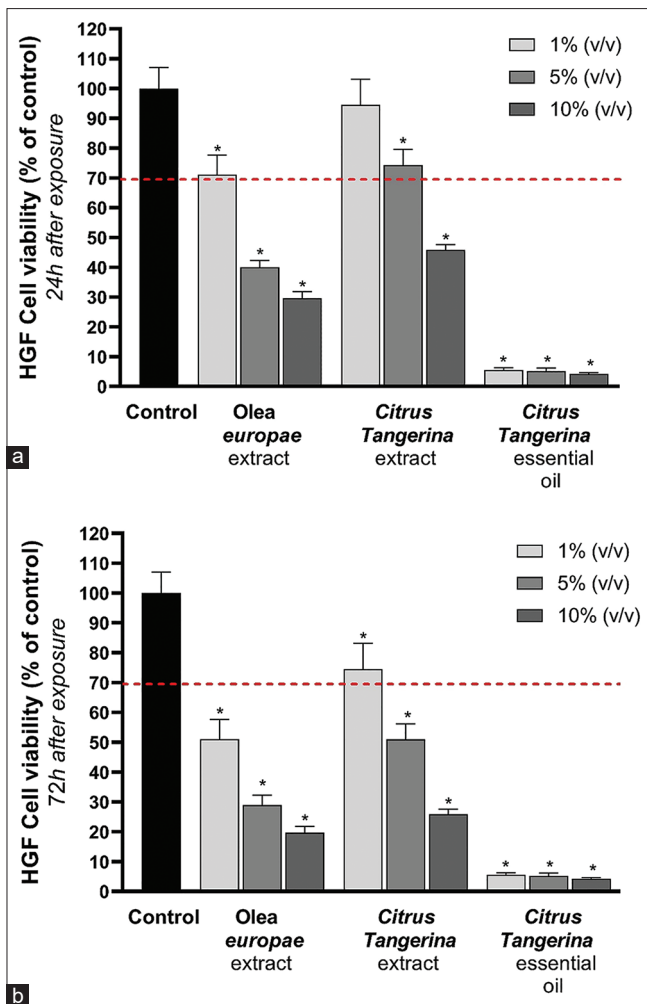 HGF Cell viability (% of control)
24h after exposure
120
110
100
90
80
70
60
50
40
30
20
10
0
1% (v/v)
5% (v/v)
10% (v/v)
*
*
*
*
*
*
*
*
Control
Olea
europae
extract
Citrus
Tangerina
extract
Citrus
Tangerina
essential
oil
a
HGF Cell viability (% of control)
72h after exposure
120
110
100
90
80
70
60
50
40
30
20
10
0
1% (v/v)
5% (v/v)
10% (v/v)
*
*
*
*
*
*
*
*
*
Control
Olea
europae
extract
Citrus
Tangerina
extract
Citrus
Tangerina
essential
oil
b